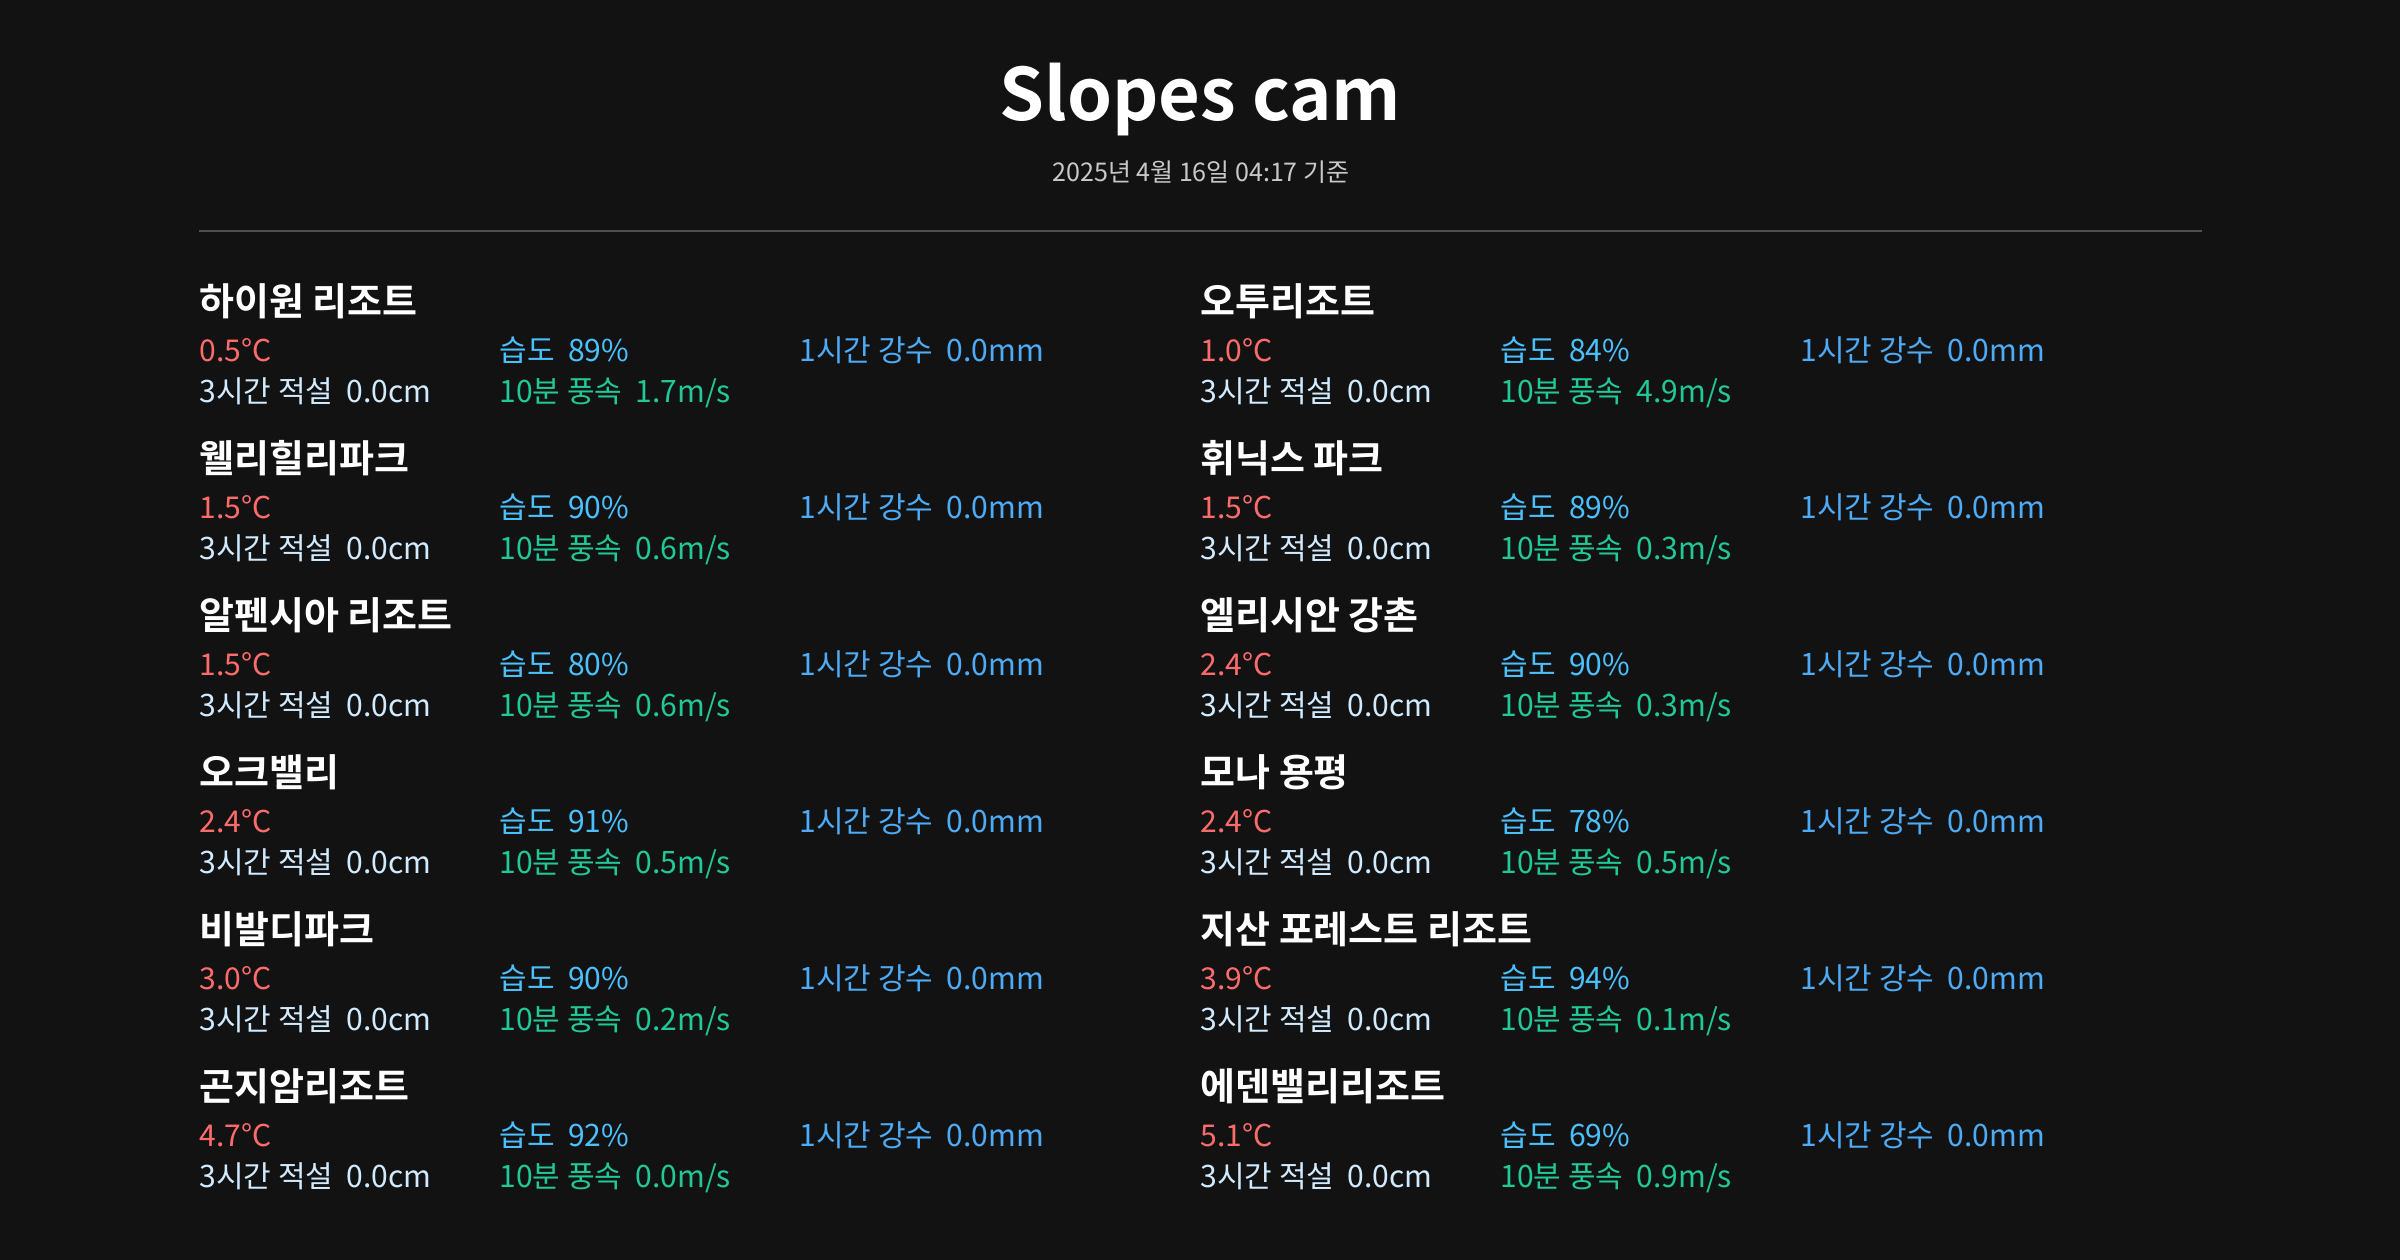 Slopes cam
2025년 4월 16일 04:17 기준
하이원 리조트
0.5°C 습도 89% 1시간 강수 0.0mm
3시간 적설 0.0cm 10분 풍속 1.7m/s
오투리조트
1.0°C 습도 84% 1시간 강수 0.0mm
3시간 적설 0.0cm 10분 풍속 4.9m/s
웰리힐리파크
1.5°C 습도 90% 1시간 강수 0.0mm
3시간 적설 0.0cm 10분 풍속 0.6m/s
휘닉스 파크
1.5°C 습도 89% 1시간 강수 0.0mm
3시간 적설 0.0cm 10분 풍속 0.3m/s
알펜시아 리조트
1.5°C 습도 80% 1시간 강수 0.0mm
3시간 적설 0.0cm 10분 풍속 0.6m/s
엘리시안 강촌
2.4°C 습도 90% 1시간 강수 0.0mm
3시간 적설 0.0cm 10분 풍속 0.3m/s
오크밸리
2.4°C 습도 91% 1시간 강수 0.0mm
3시간 적설 0.0cm 10분 풍속 0.5m/s
모나 용평
2.4°C 습도 78% 1시간 강수 0.0mm
3시간 적설 0.0cm 10분 풍속 0.5m/s
비발디파크
3.0°C 습도 90% 1시간 강수 0.0mm
3시간 적설 0.0cm 10분 풍속 0.2m/s
지산 포레스트 리조트
3.9°C 습도 94% 1시간 강수 0.0mm
3시간 적설 0.0cm 10분 풍속 0.1m/s
곤지암리조트
4.7°C 습도 92% 1시간 강수 0.0mm
3시간 적설 0.0cm 10분 풍속 0.0m/s
에덴밸리리조트
5.1°C 습도 69% 1시간 강수 0.0mm
3시간 적설 0.0cm 10분 풍속 0.9m/s